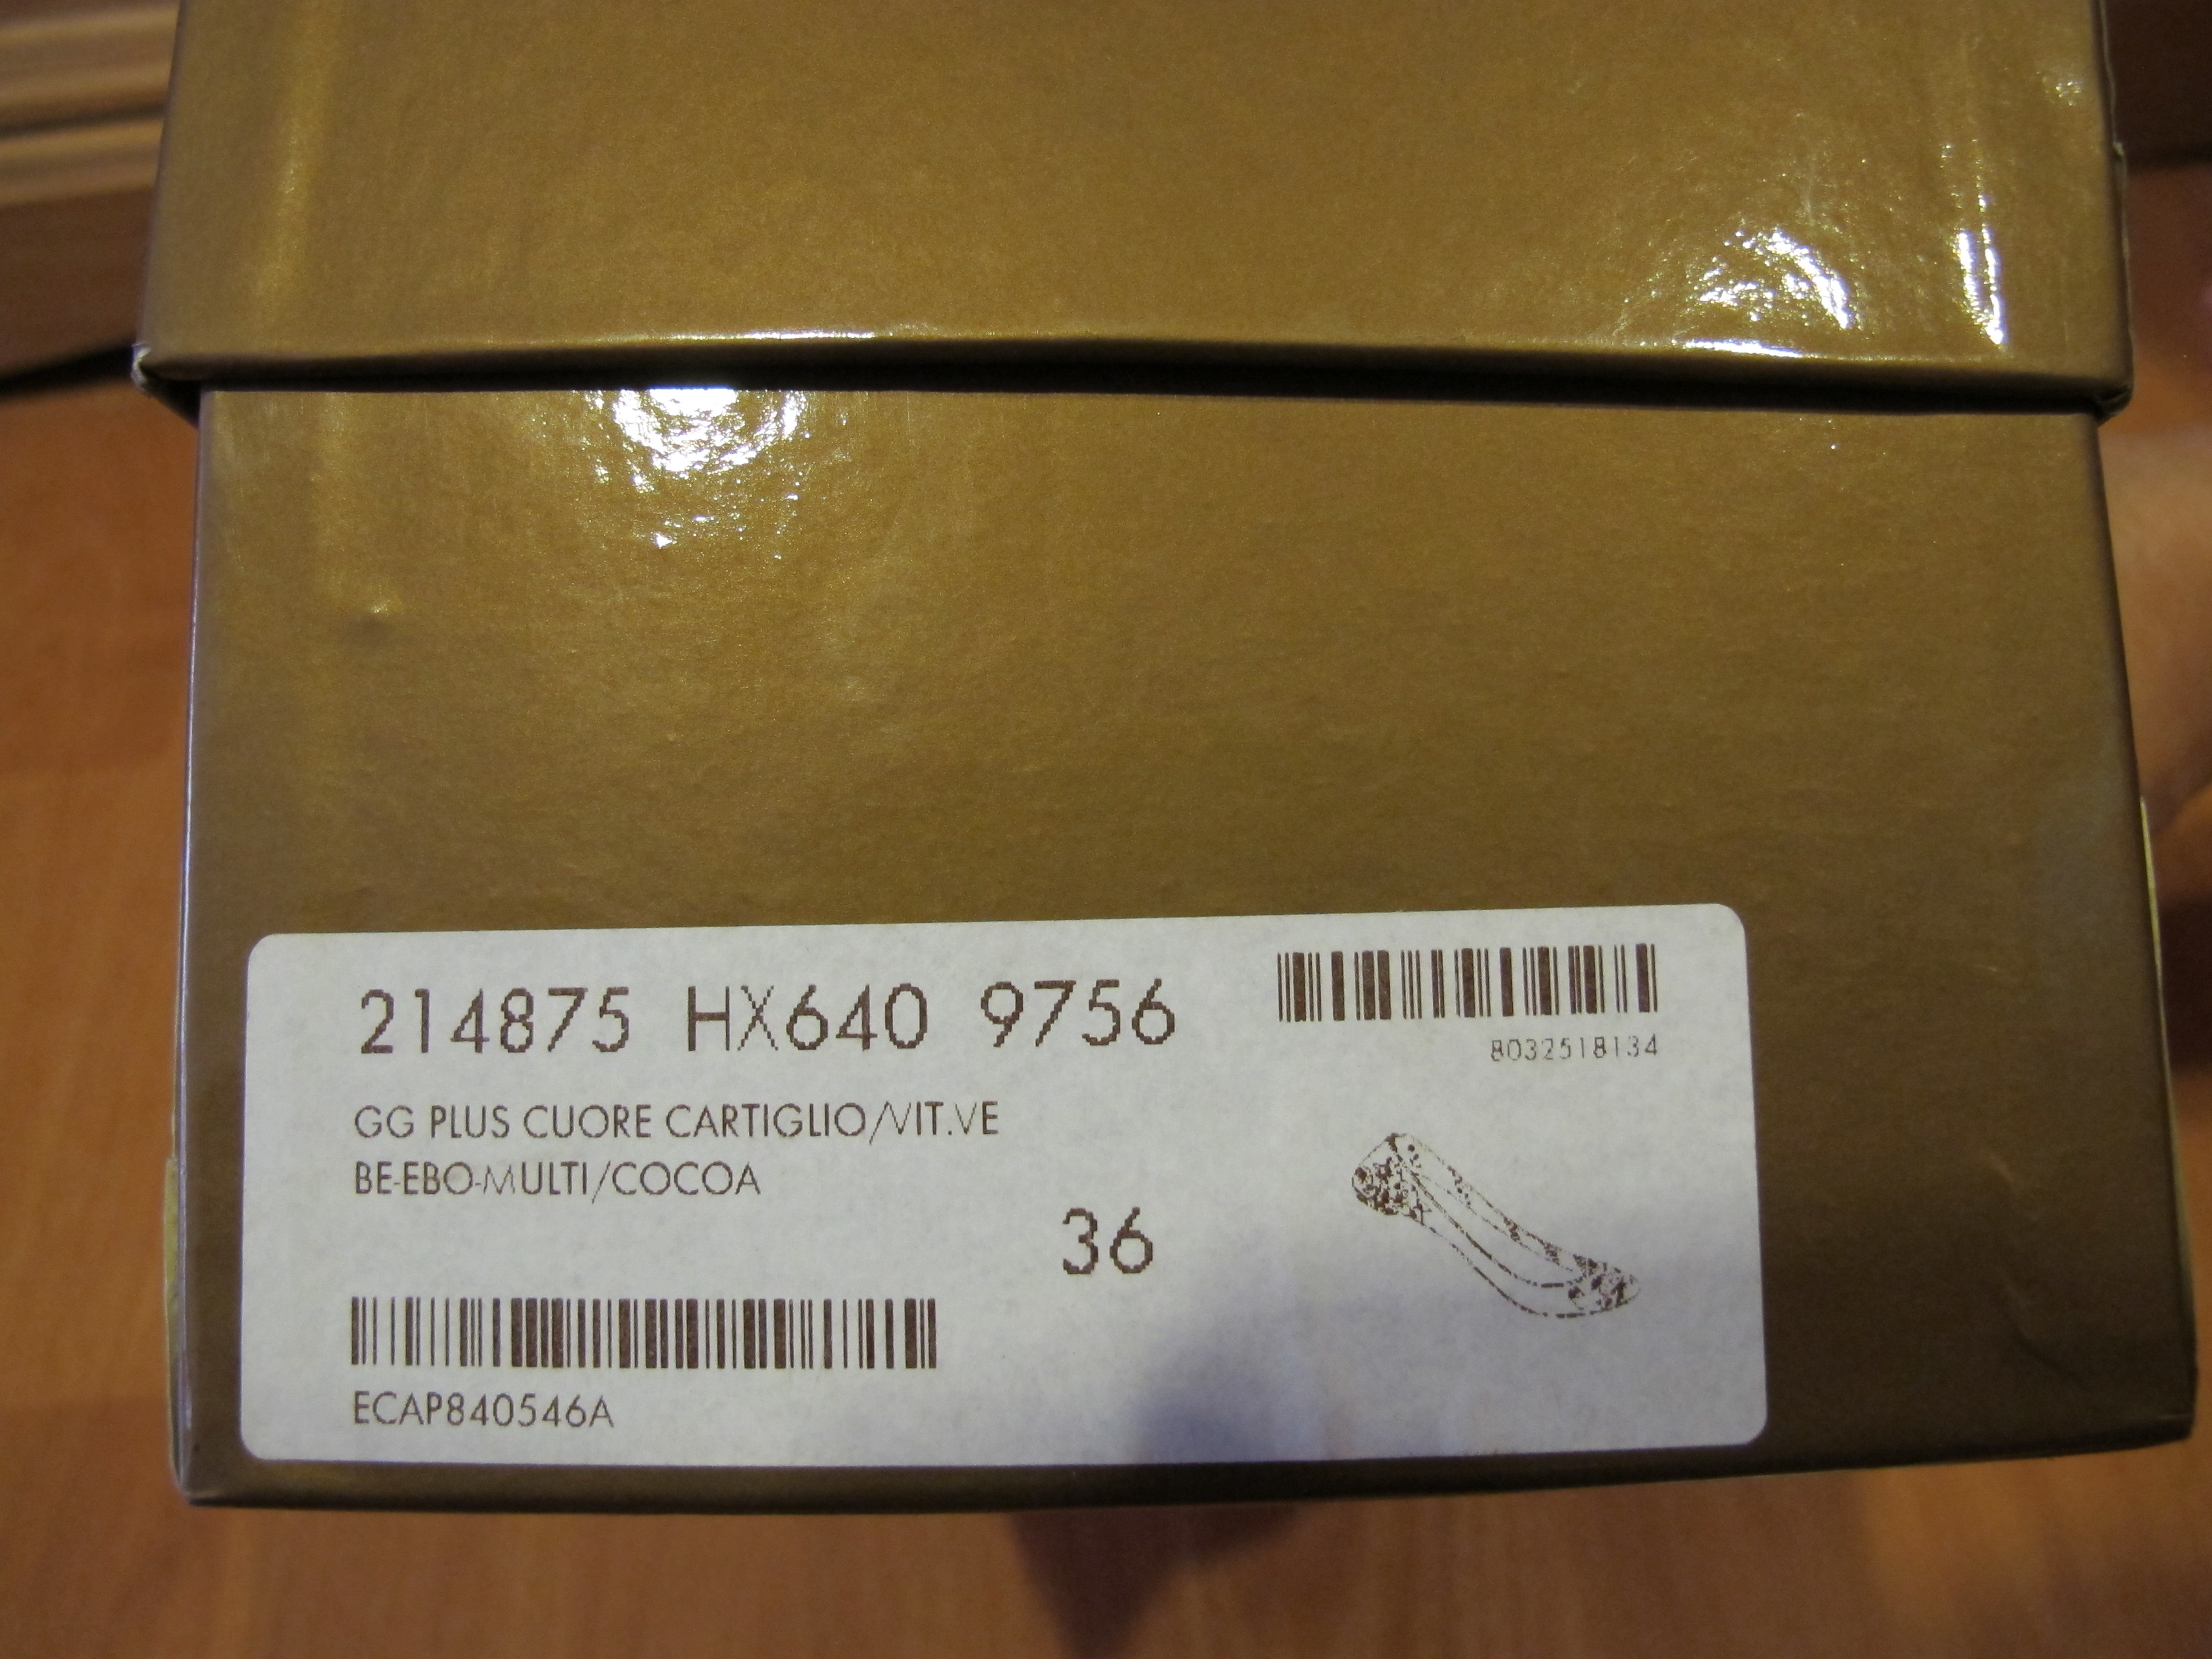 214875 HX640 9756
8032518134
GG PLUS CUORE CARTIGLIO/VIT.VE
BE-EBO-MULTI/COCOA
36
ECAP840546A